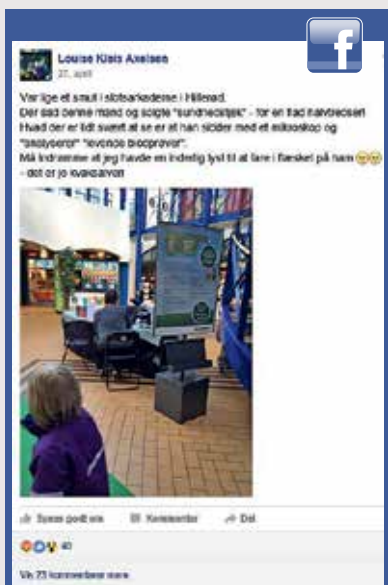 Louise Klots Axelsen
27. april
Var lige et smut i slotsarkaderne i Hillerød.
Der sad denne mand og solgte "sundhedstjek" - for en flad halvtredser!
Hvad der er lidt svært at se er at han sidder med et mikroskop og
"analyserer" "levende blodprøver".
Må indrømme at jeg havde en inderlig lyst til at fare i flæsket på ham
- det er jo kvaksalveri!
Synes godt om Kommentar Del
40
Vis 73 kommentarer mere
f